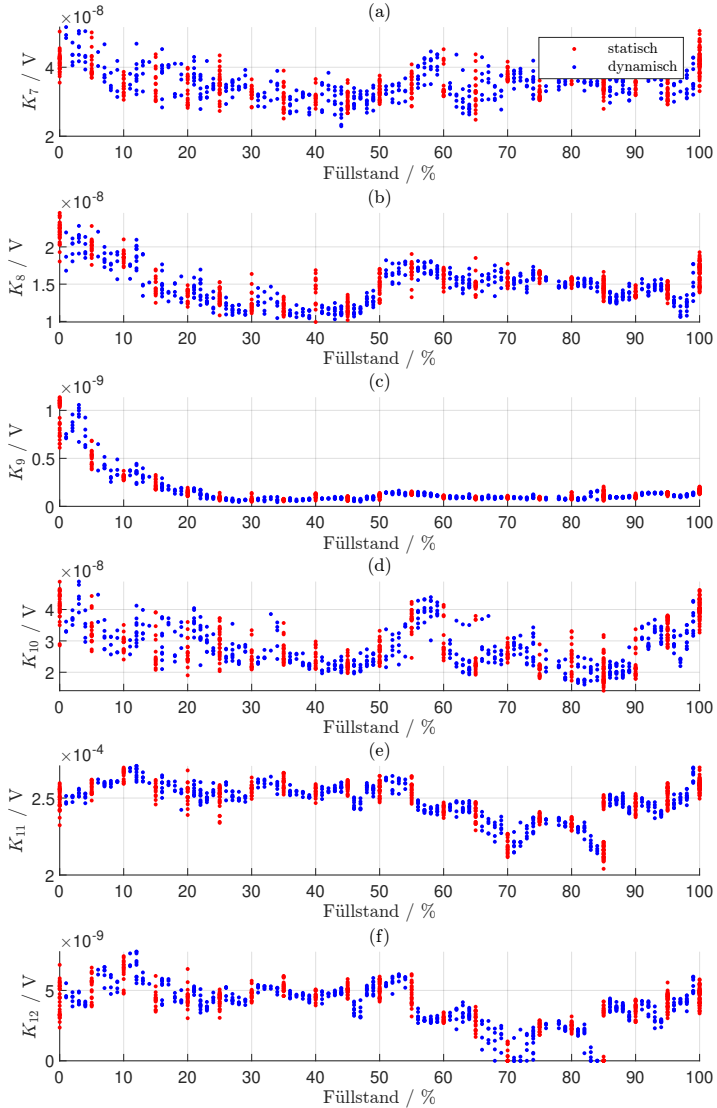 (a)
×10⁻⁸
4
2
K₇ / V
statisch
dynamisch
0 10 20 30 40 50 60 70 80 90 100
Füllstand / %
(b)
×10⁻⁸
2
1.5
1
K₈ / V
0 10 20 30 40 50 60 70 80 90 100
Füllstand / %
(c)
×10⁻⁹
1
0.5
0
K₉ / V
0 10 20 30 40 50 60 70 80 90 100
Füllstand / %
(d)
×10⁻⁸
4
3
2
K₁₀ / V
0 10 20 30 40 50 60 70 80 90 100
Füllstand / %
(e)
×10⁻⁴
2.5
2
K₁₁ / V
0 10 20 30 40 50 60 70 80 90 100
Füllstand / %
(f)
×10⁻⁹
5
0
K₁₂ / V
0 10 20 30 40 50 60 70 80 90 100
Füllstand / %